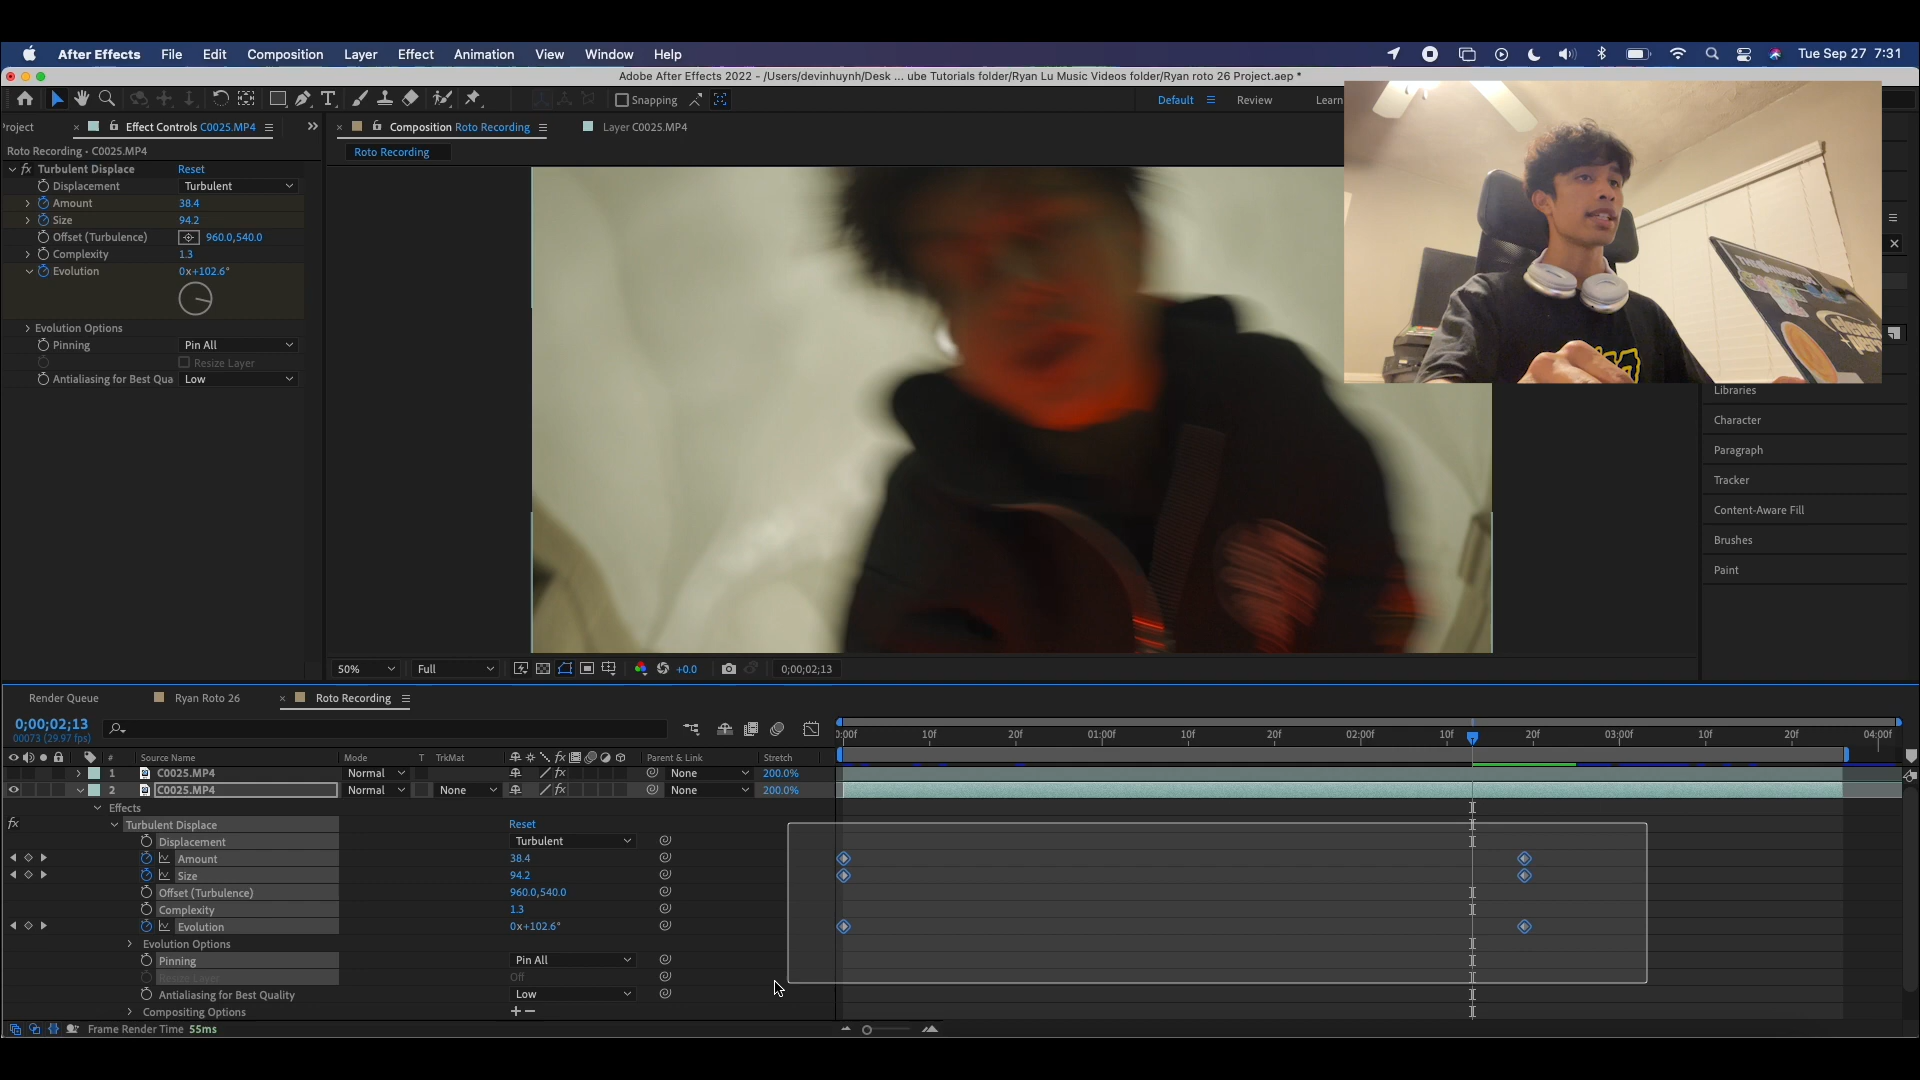 After Effects File Edit Composition Layer Effect Animation View Window Help Tue Sep 27 7:31
Adobe After Effects 2022 - /Users/devinhuynh/Desk ... ube Tutorials folder/Ryan Lu Music Videos folder/Ryan roto 26 Project.aep *
Snapping Default Review Learn
roject Effect Controls C0025.MP4 Composition Roto Recording Layer C0025.MP4
Roto Recording • C0025.MP4 Roto Recording
fx Turbulent Displace Reset
Displacement Turbulent
Amount 38.4
Size 94.2
Offset (Turbulence) 960.0,540.0
Complexity 1.3
Evolution 0x+102.6°
Evolution Options
Pinning Pin All
Resize Layer
Antialiasing for Best Qua Low
Libraries
Character
Paragraph
Tracker
Content-Aware Fill
Brushes
Paint
50% Full +0.0 0;00;02;13
Render Queue Ryan Roto 26 Roto Recording
0;00;02;13
00073 (29.97 fps)
0:00f 10f 20f 01:00f 10f 20f 02:00f 10f 20f 03:00f 10f 20f 04:00f
# Source Name Mode T TrkMat fx Parent & Link Stretch
1 C0025.MP4 Normal fx None 200.0%
2 C0025.MP4 Normal None fx None 200.0%
Effects
fx Turbulent Displace Reset
Displacement Turbulent
Amount 38.4
Size 94.2
Offset (Turbulence) 960.0,540.0
Complexity 1.3
Evolution 0x+102.6°
Evolution Options
Pinning Pin All
Resize Layer Off
Antialiasing for Best Quality Low
Compositing Options + −
Frame Render Time 55ms